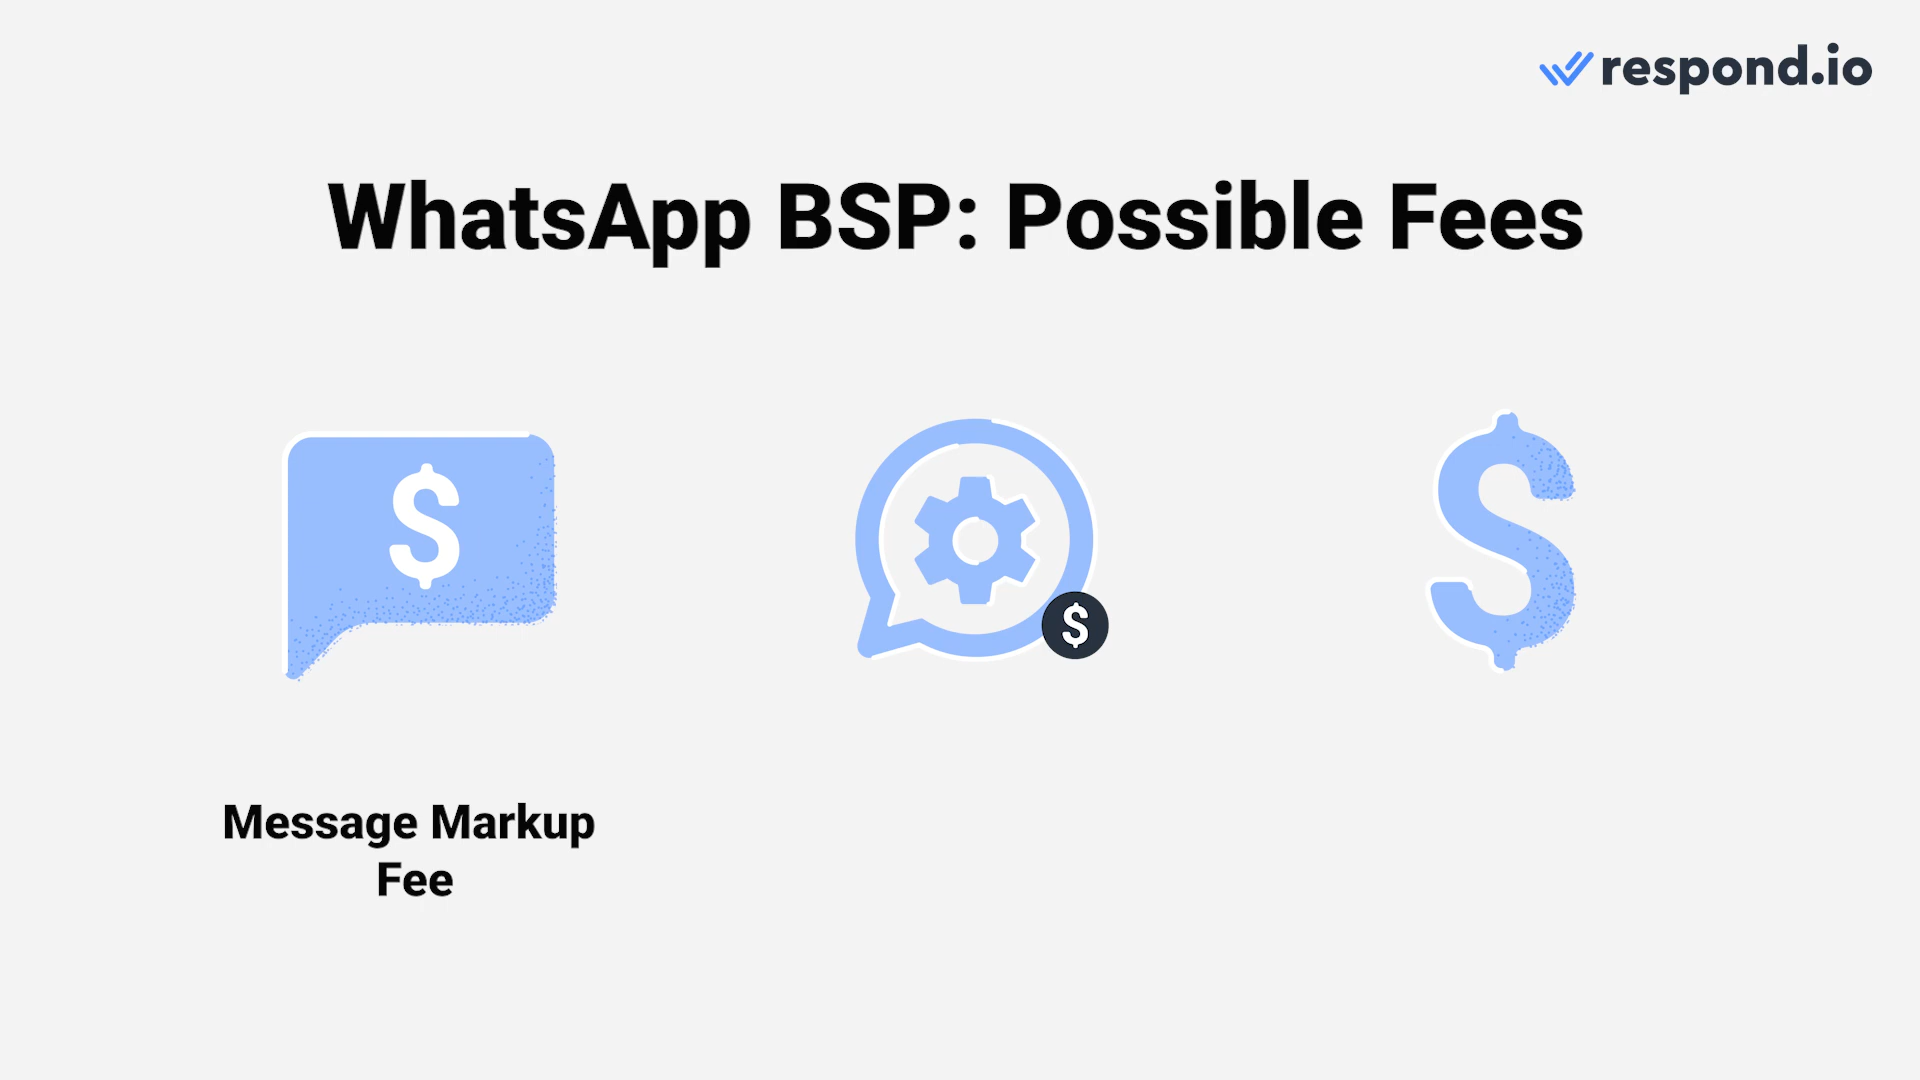 respond.io
WhatsApp BSP: Possible Fees
$
$
$
Message Markup
Fee